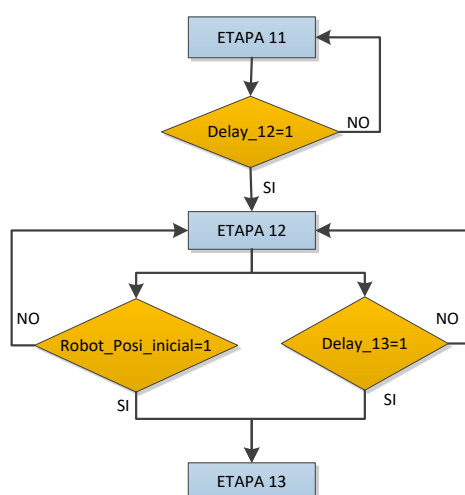 ETAPA 11
Delay_12=1
NO
SI
ETAPA 12
NO
Robot_Posi_inicial=1
Delay_13=1
NO
SI
SI
ETAPA 13